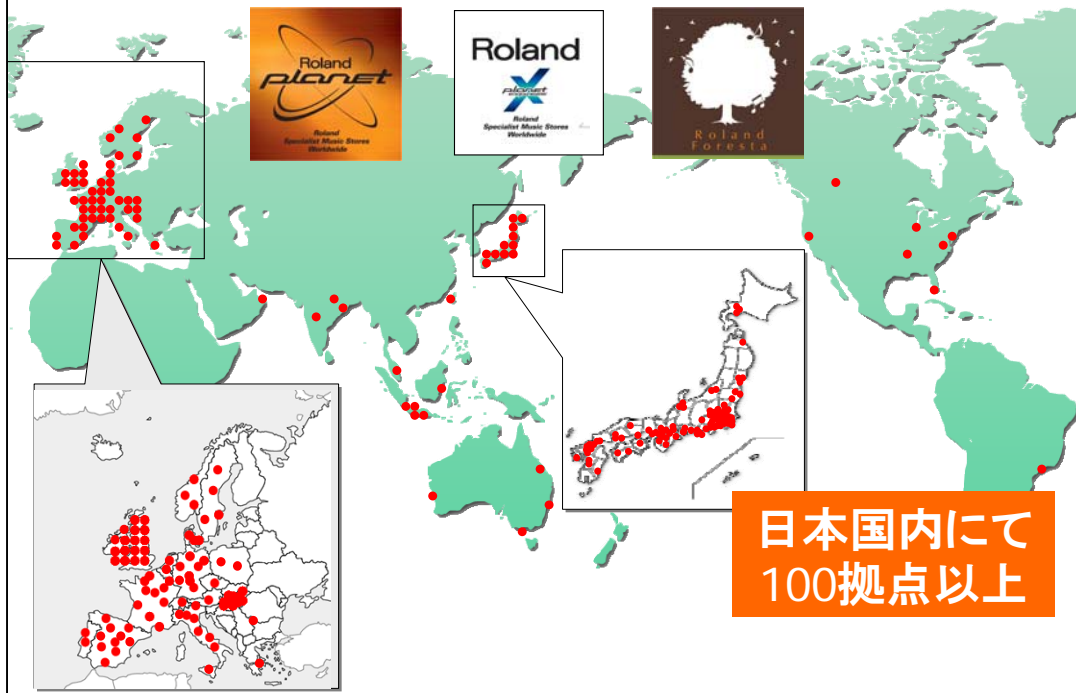 Roland
planet
Roland
Specialist Music Stores
Worldwide
Roland
planet
X
Roland
Specialist Music Stores
Worldwide
Roland
Foresta
日本国内にて
100拠点以上